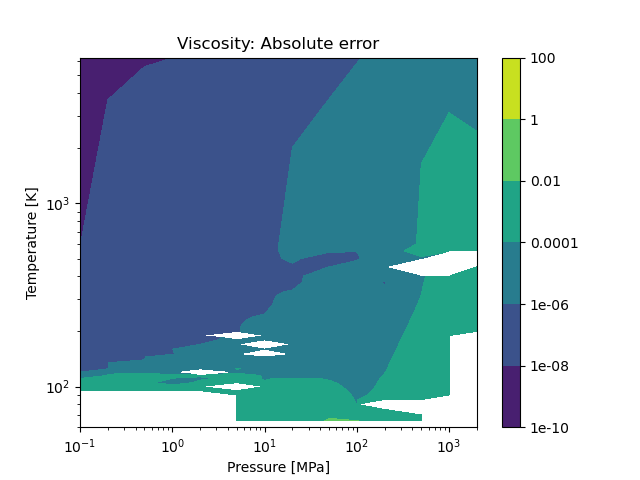 Viscosity: Absolute error
Temperature [K]
10³
10²
10⁻¹
10⁰
10¹
10²
10³
Pressure [MPa]
100
1
0.01
0.0001
1e-06
1e-08
1e-10